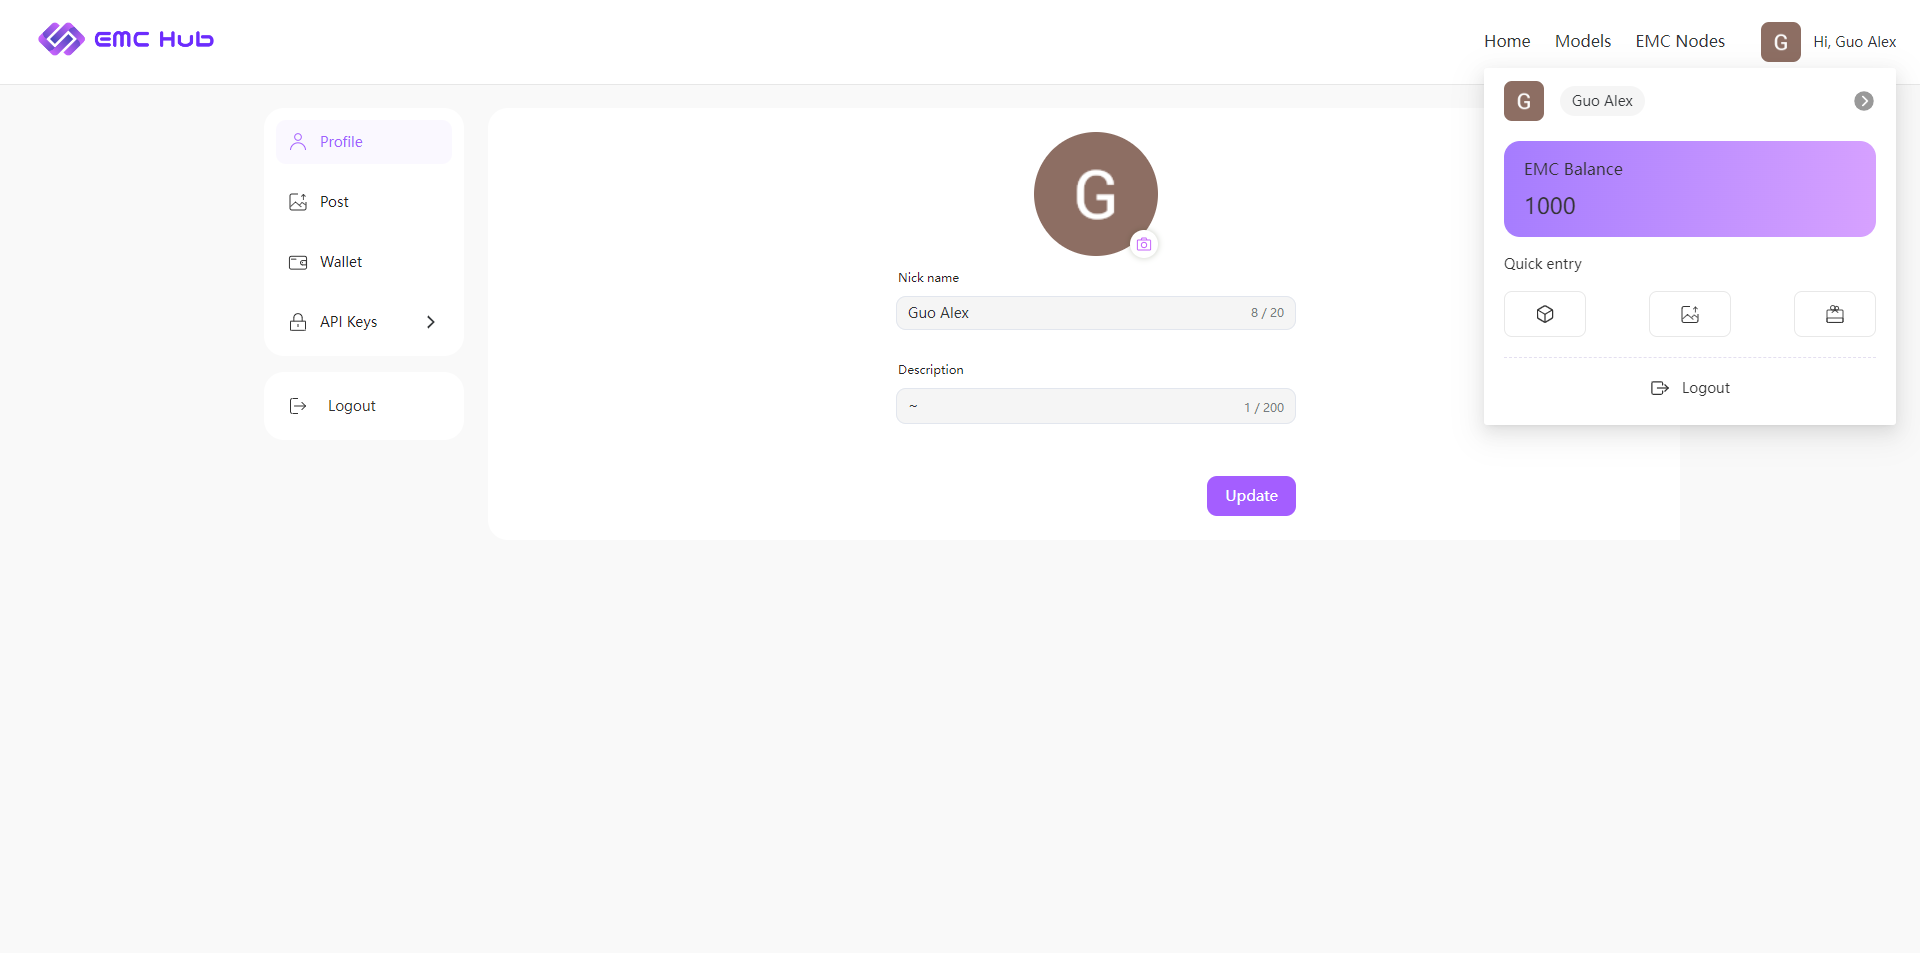 EMC Hub
Home Models EMC Nodes G Hi, Guo Alex
G Guo Alex
EMC Balance
1000
Quick entry
Logout
Profile
Post
Wallet
API Keys
Logout
G
Nick name
Guo Alex 8 / 20
Description
~ 1 / 200
Update